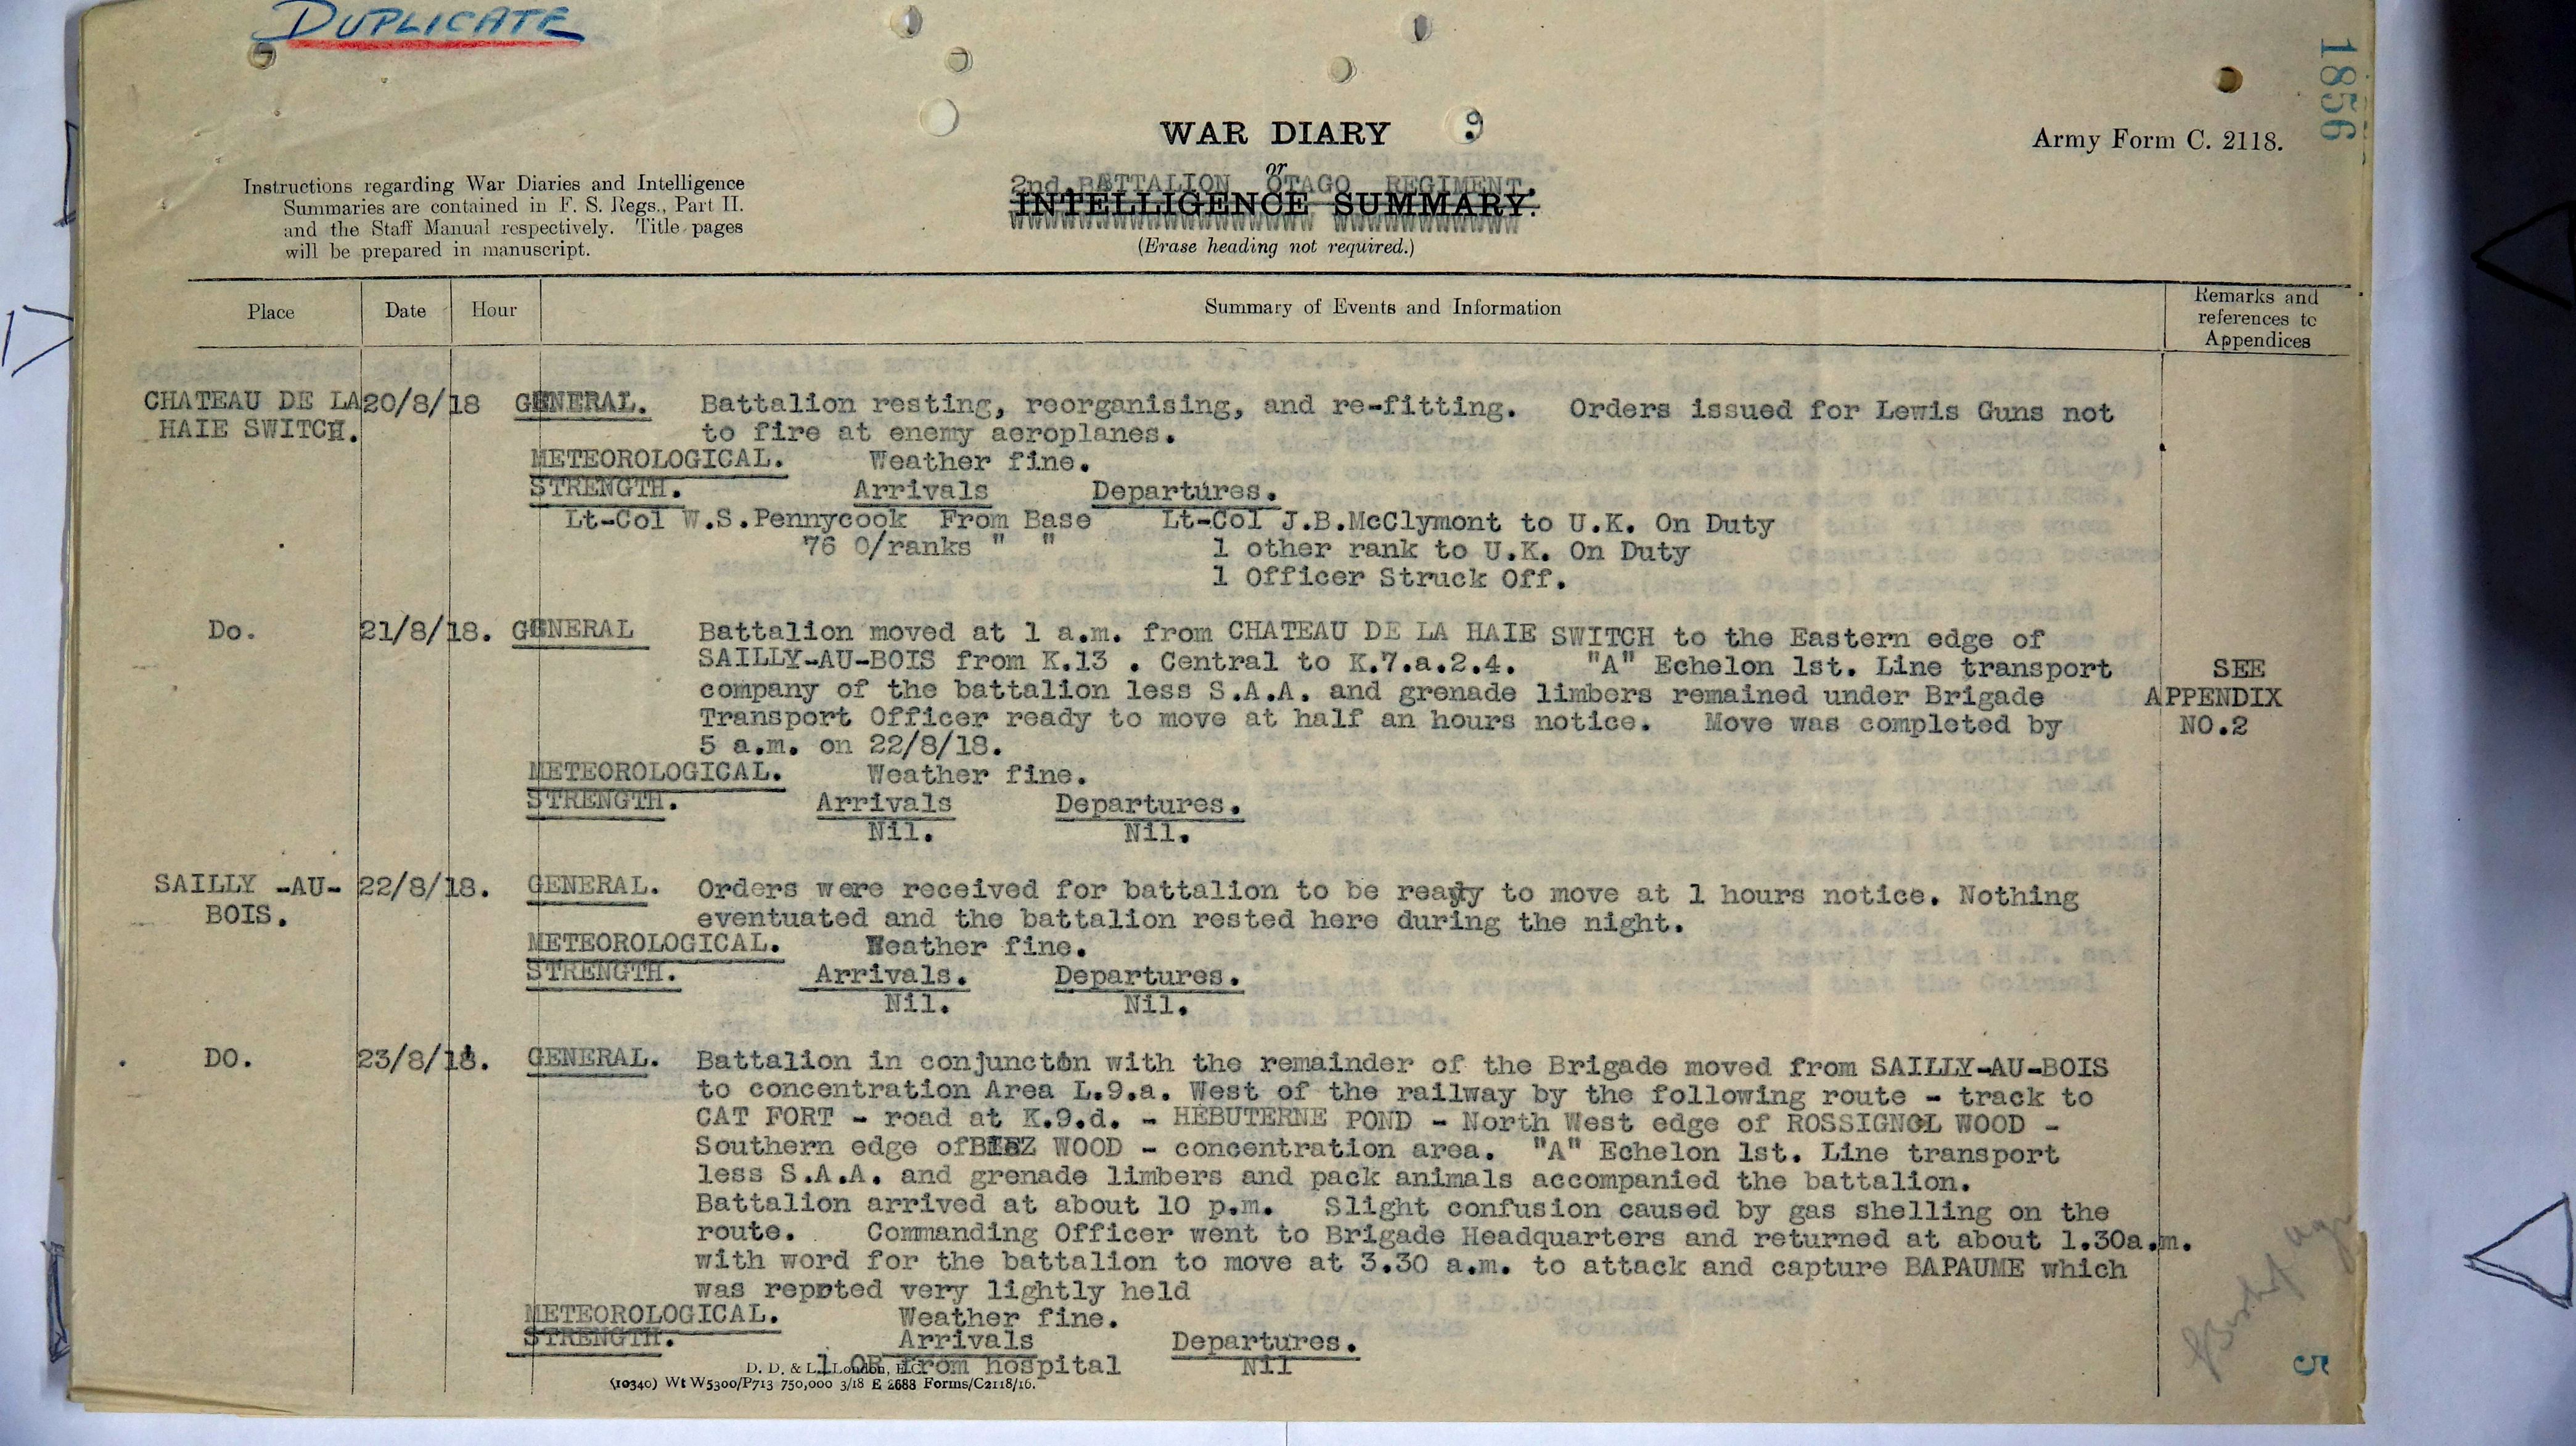 DUPLICATE
1856
WAR DIARY 9
Army Form C. 2118.
or
2nd. BATTALION OTAGO REGIMENT.
INTELLIGENCE SUMMARY.
(Erase heading not required.)
Instructions regarding War Diaries and Intelligence
Summaries are contained in F. S. Regs., Part II.
and the Staff Manual respectively. Title pages
will be prepared in manuscript.
Place Date Hour Summary of Events and Information Remarks and
references to
Appendices
CHATEAU DE LA 20/8/18 GENERAL. Battalion resting, reorganising, and re-fitting. Orders issued for Lewis Guns not
HAIE SWITCH. to fire at enemy aeroplanes.
METEOROLOGICAL. Weather fine.
STRENGTH. Arrivals Departures.
Lt-Col W.S.Pennycook From Base Lt-Col J.B.McClymont to U.K. On Duty
76 O/ranks " " 1 other rank to U.K. On Duty
1 Officer Struck Off.
Do. 21/8/18. GENERAL Battalion moved at 1 a.m. from CHATEAU DE LA HAIE SWITCH to the Eastern edge of
SAILLY-AU-BOIS from K.13 . Central to K.7.a.2.4. "A" Echelon 1st. Line transport SEE
company of the battalion less S.A.A. and grenade limbers remained under Brigade APPENDIX
Transport Officer ready to move at half an hours notice. Move was completed by NO.2
5 a.m. on 22/8/18.
METEOROLOGICAL. Weather fine.
STRENGTH. Arrivals Departures.
Nil. Nil.
SAILLY -AU- 22/8/18. GENERAL. Orders were received for battalion to be ready to move at 1 hours notice. Nothing
BOIS. eventuated and the battalion rested here during the night.
METEOROLOGICAL. Weather fine.
STRENGTH. Arrivals. Departures.
Nil. Nil.
DO. 23/8/18. GENERAL. Battalion in conjunction with the remainder of the Brigade moved from SAILLY-AU-BOIS
to concentration Area L.9.a. West of the railway by the following route - track to
CAT FORT - road at K.9.d. - HEBUTERNE POND - North West edge of ROSSIGNOL WOOD -
Southern edge ofBIEZ WOOD - concentration area. "A" Echelon 1st. Line transport
less S.A.A. and grenade limbers and pack animals accompanied the battalion.
Battalion arrived at about 10 p.m. Slight confusion caused by gas shelling on the
route. Commanding Officer went to Brigade Headquarters and returned at about 1.30a.m.
with word for the battalion to move at 3.30 a.m. to attack and capture BAPAUME which
was reported very lightly held
METEOROLOGICAL. Weather fine.
STRENGTH. Arrivals Departures.
1 OR from hospital Nil
D. D. & L., London, E.C.
(10340) Wt W5300/P713 750,000 3/18 E 2688 Forms/C2118/16.
5